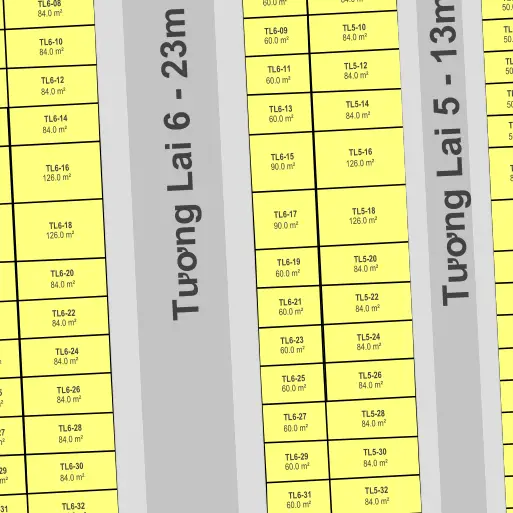 TL6-08
84.0 m²
TL6-10
84.0 m²
TL6-12
84.0 m²
TL6-14
84.0 m²
TL6-16
126.0 m²
TL6-18
126.0 m²
TL6-20
84.0 m²
TL6-22
84.0 m²
TL6-24
84.0 m²
TL6-26
84.0 m²
TL6-28
84.0 m²
TL6-30
84.0 m²
TL6-32
Tương Lai 6 - 23m
60.0 m²
TL6-09
60.0 m²
TL6-11
60.0 m²
TL6-13
60.0 m²
TL6-15
90.0 m²
TL6-17
90.0 m²
TL6-19
60.0 m²
TL6-21
60.0 m²
TL6-23
60.0 m²
TL6-25
60.0 m²
TL6-27
60.0 m²
TL6-29
60.0 m²
TL6-31
60.0 m²
84.0 m²
TL5-10
84.0 m²
TL5-12
84.0 m²
TL5-14
84.0 m²
TL5-16
126.0 m²
TL5-18
126.0 m²
TL5-20
84.0 m²
TL5-22
84.0 m²
TL5-24
84.0 m²
TL5-26
84.0 m²
TL5-28
84.0 m²
TL5-30
84.0 m²
TL5-32
84.0 m²
Tương Lai 5 - 13m